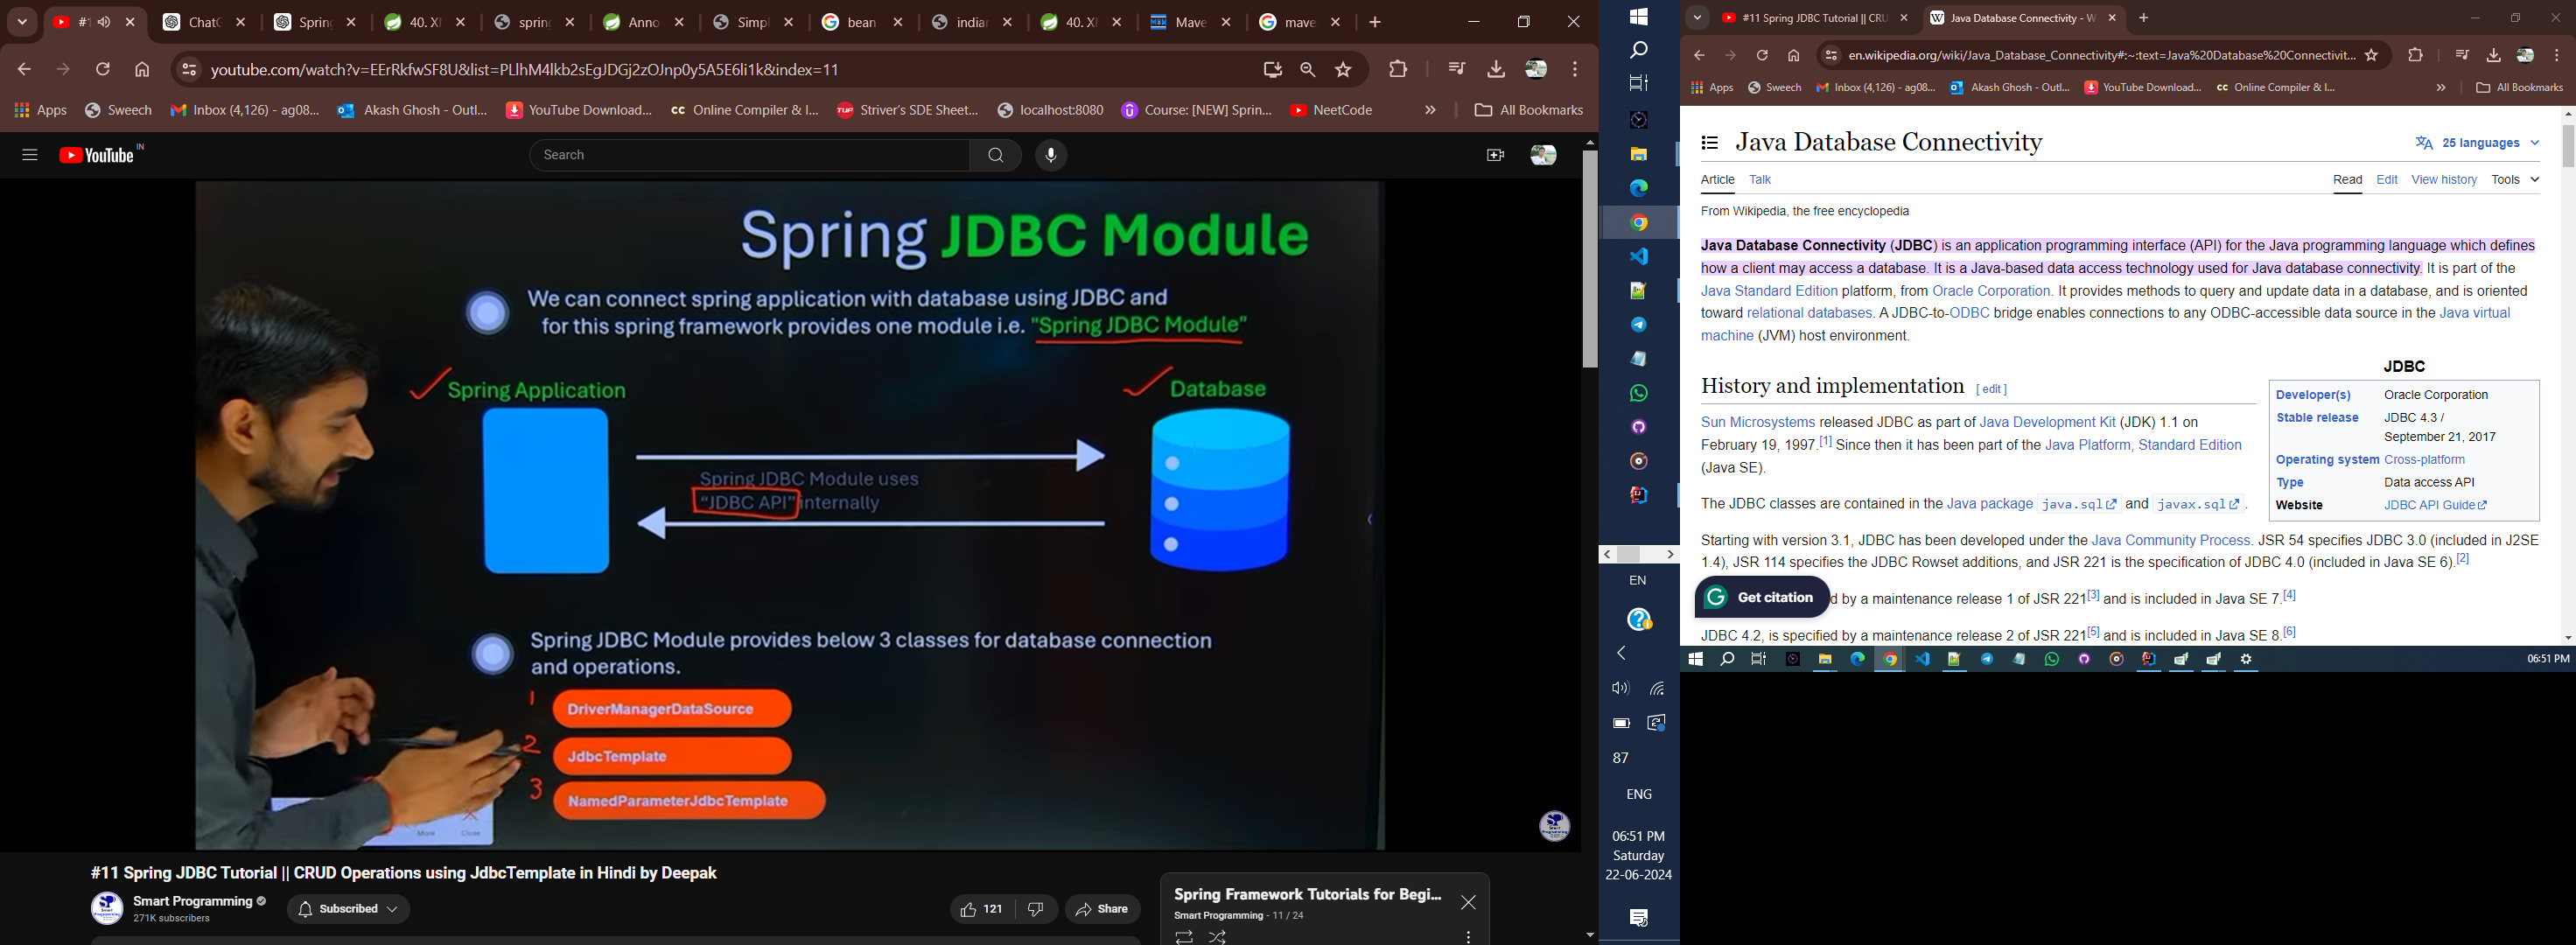 #1
ChatG
Spring
40. XM
spring
Anno
Simpl
bean
indian
40. XM
Mave
mave
youtube.com/watch?v=EErRkfwSF8U&list=PLlhM4lkb2sEgJDGj2zOJnp0y5A5E6li1k&index=11
Apps
Sweech
Inbox (4,126) - ag08...
Akash Ghosh - Outl...
YouTube Download...
Online Compiler & I...
Striver's SDE Sheet...
localhost:8080
Course: [NEW] Sprin...
NeetCode
All Bookmarks
YouTube IN
Search
Spring JDBC Module
We can connect spring application with database using JDBC and
for this spring framework provides one module i.e. "Spring JDBC Module"
Spring Application
Database
Spring JDBC Module uses
"JDBC API" internally
Spring JDBC Module provides below 3 classes for database connection
and operations.
1 DriverManagerDataSource
2 JdbcTemplate
3 NamedParameterJdbcTemplate
More Close
#11 Spring JDBC Tutorial || CRUD Operations using JdbcTemplate in Hindi by Deepak
Smart Programming
271K subscribers
Subscribed
121
Share
Spring Framework Tutorials for Begi...
Smart Programming - 11 / 24
EN
87
ENG
06:51 PM
Saturday
22-06-2024
#11 Spring JDBC Tutorial || CRU
Java Database Connectivity - W
en.wikipedia.org/wiki/Java_Database_Connectivity#:~:text=Java%20Database%20Connectivit...
Apps
Sweech
Inbox (4,126) - ag08...
Akash Ghosh - Outl...
YouTube Download...
Online Compiler & I...
All Bookmarks
Java Database Connectivity
25 languages
Article Talk
Read Edit View history Tools
From Wikipedia, the free encyclopedia
Java Database Connectivity (JDBC) is an application programming interface (API) for the Java programming language which defines
how a client may access a database. It is a Java-based data access technology used for Java database connectivity. It is part of the
Java Standard Edition platform, from Oracle Corporation. It provides methods to query and update data in a database, and is oriented
toward relational databases. A JDBC-to-ODBC bridge enables connections to any ODBC-accessible data source in the Java virtual
machine (JVM) host environment.
History and implementation [ edit ]
Sun Microsystems released JDBC as part of Java Development Kit (JDK) 1.1 on
February 19, 1997.[1] Since then it has been part of the Java Platform, Standard Edition
(Java SE).
The JDBC classes are contained in the Java package java.sql and javax.sql.
JDBC
Developer(s) Oracle Corporation
Stable release JDBC 4.3 /
September 21, 2017
Operating system Cross-platform
Type Data access API
Website JDBC API Guide
Starting with version 3.1, JDBC has been developed under the Java Community Process. JSR 54 specifies JDBC 3.0 (included in J2SE
1.4), JSR 114 specifies the JDBC Rowset additions, and JSR 221 is the specification of JDBC 4.0 (included in Java SE 6).[2]
Get citation
d by a maintenance release 1 of JSR 221[3] and is included in Java SE 7.[4]
JDBC 4.2, is specified by a maintenance release 2 of JSR 221[5] and is included in Java SE 8.[6]
06:51 PM